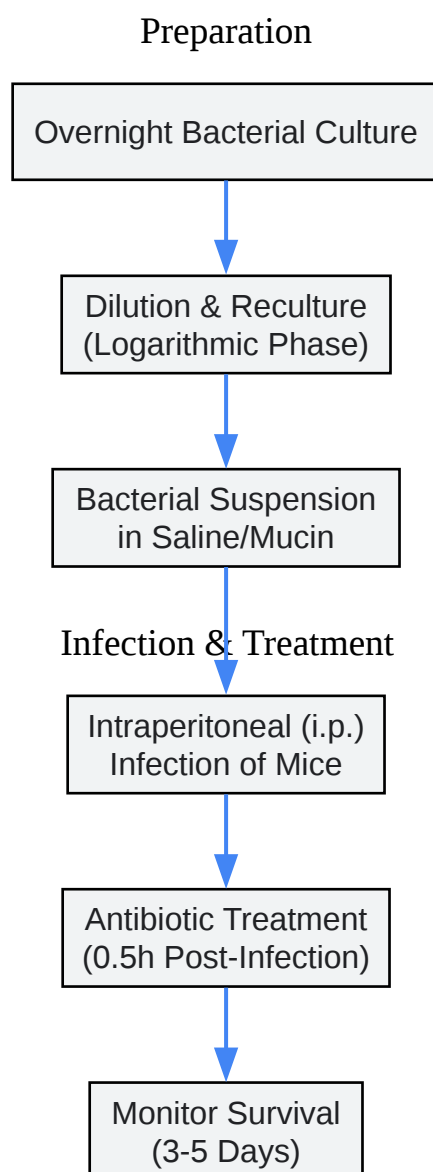 Preparation
Overnight Bacterial Culture
Dilution & Reculture
(Logarithmic Phase)
Bacterial Suspension
in Saline/Mucin
Infection & Treatment
Intraperitoneal (i.p.)
Infection of Mice
Antibiotic Treatment
(0.5h Post-Infection)
Monitor Survival
(3-5 Days)